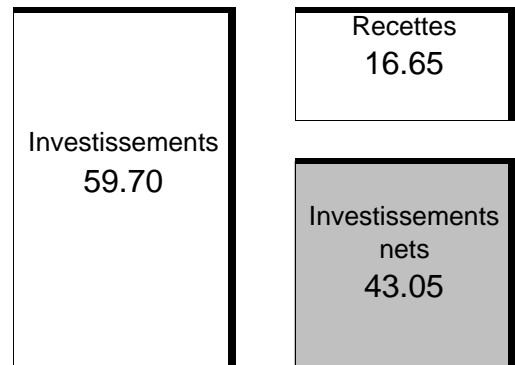 Investissements
59.70
Recettes
16.65
Investissements
nets
43.05